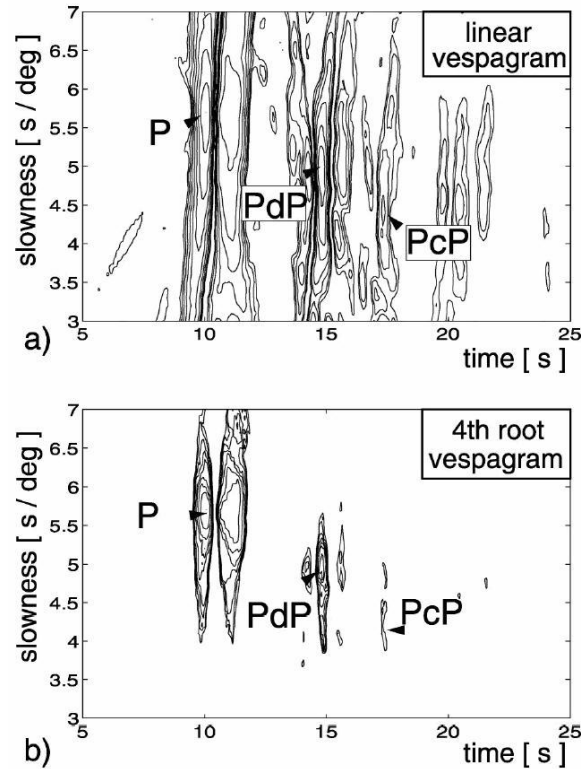 linear
vespagram
slowness [ s / deg ]
7
6.5
6
5.5
5
4.5
4
3.5
3
P
PdP
PcP
5
10
15
20
25
time [ s ]
a)
4th root
vespagram
slowness [ s / deg ]
7
6.5
6
5.5
5
4.5
4
3.5
3
P
PdP
PcP
5
10
15
20
25
time [ s ]
b)